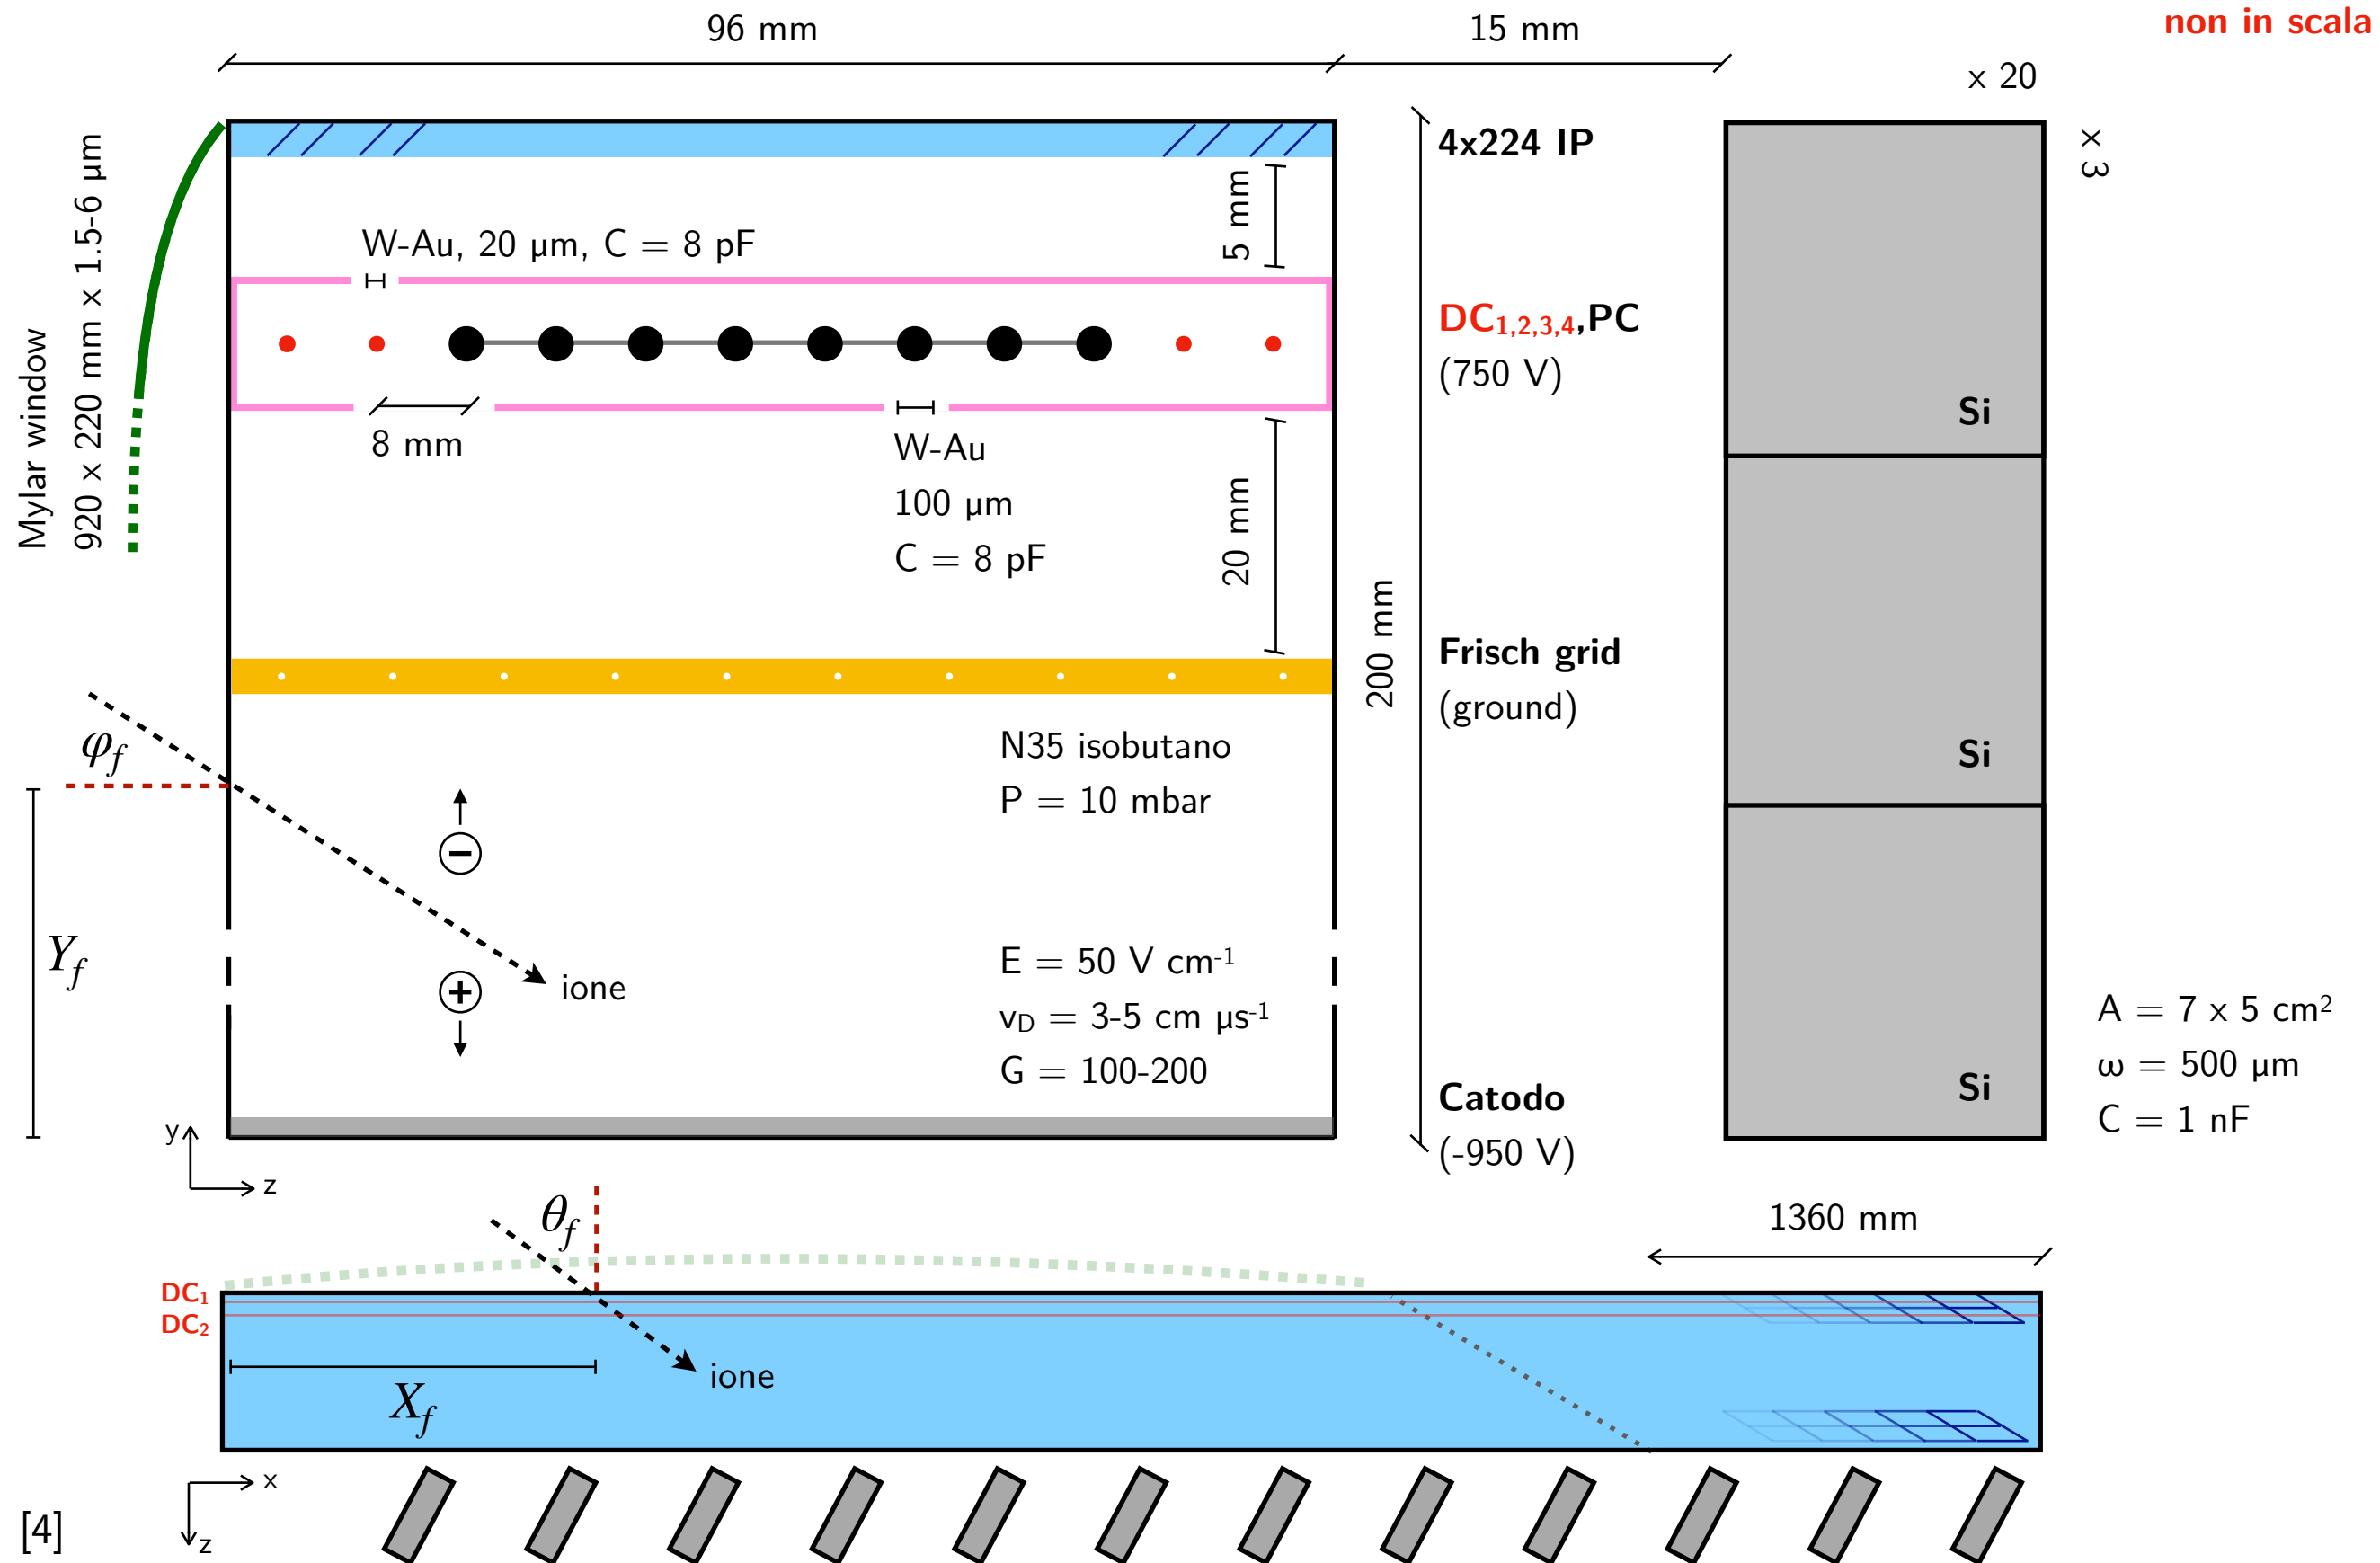 96 mm
15 mm
non in scala
x 20
x 3
4x224 IP
5 mm
W-Au, 20 µm, C = 8 pF
Mylar window
920 x 220 mm x 1.5-6 µm
DC1,2,3,4,PC
(750 V)
Si
8 mm
W-Au
100 µm
C = 8 pF
20 mm
200 mm
Frisch grid
(ground)
φf
N35 isobutano
P = 10 mbar
Si
−
Yf
+
ione
E = 50 V cm-1
vD = 3-5 cm µs-1
G = 100-200
A = 7 x 5 cm2
ω = 500 µm
C = 1 nF
Si
Catodo
(-950 V)
y
z
θf
1360 mm
DC1
DC2
ione
Xf
x
z
[4]